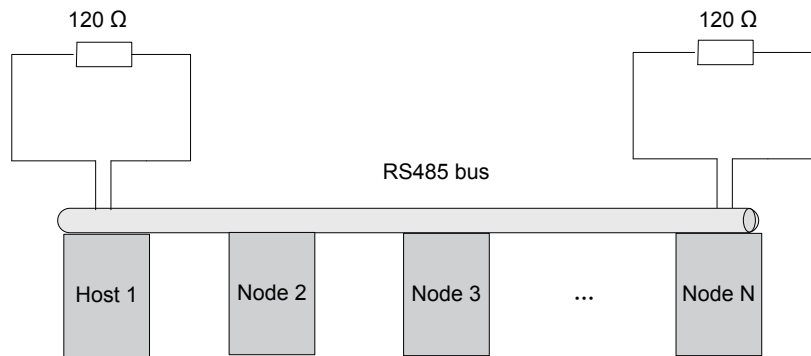 120 Ω
120 Ω
RS485 bus
Host 1
Node 2
Node 3
...
Node N